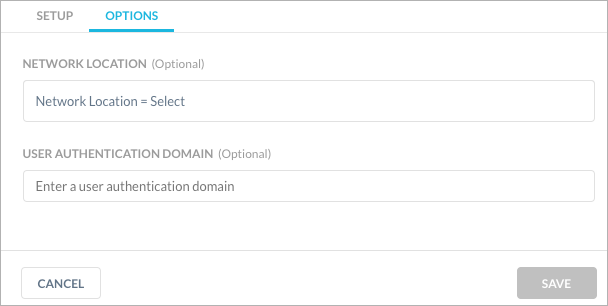 SETUP OPTIONS
NETWORK LOCATION (Optional)
Network Location = Select
USER AUTHENTICATION DOMAIN (Optional)
Enter a user authentication domain
CANCEL SAVE